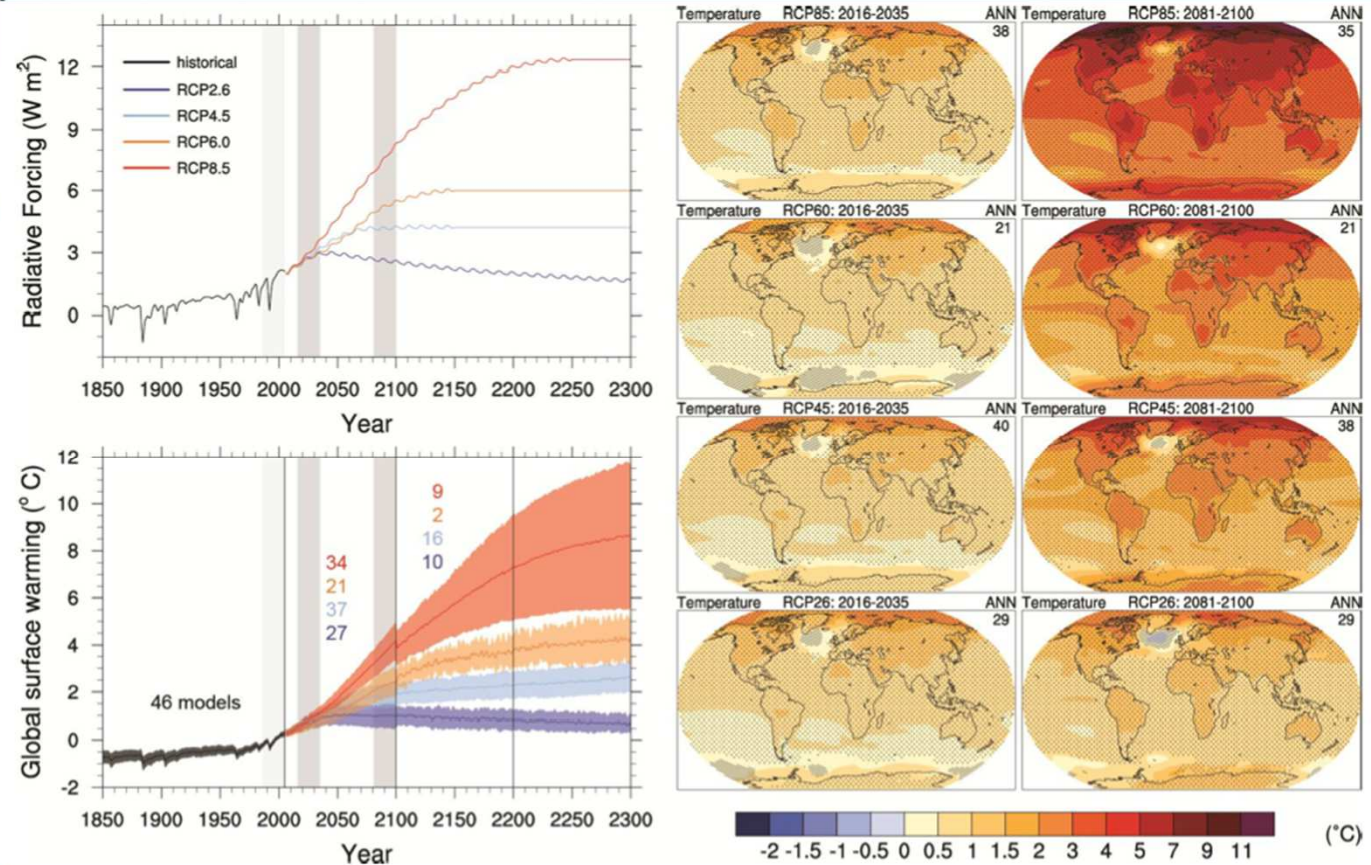 Radiative Forcing (W m²)
12
9
6
3
0
historical
RCP2.6
RCP4.5
RCP6.0
RCP8.5
1850 1900 1950 2000 2050 2100 2150 2200 2250 2300
Year
Global surface warming (° C)
12
10
8
6
4
2
0
-2
46 models
34
21
37
27
9
2
16
10
1850 1900 1950 2000 2050 2100 2150 2200 2250 2300
Year
Temperature RCP85: 2016-2035 ANN
38
Temperature RCP85: 2081-2100 ANN
35
Temperature RCP60: 2016-2035 ANN
21
Temperature RCP60: 2081-2100 ANN
21
Temperature RCP45: 2016-2035 ANN
40
Temperature RCP45: 2081-2100 ANN
38
Temperature RCP26: 2016-2035 ANN
29
Temperature RCP26: 2081-2100 ANN
29
-2 -1.5 -1 -0.5 0 0.5 1 1.5 2 3 4 5 7 9 11
(°C)